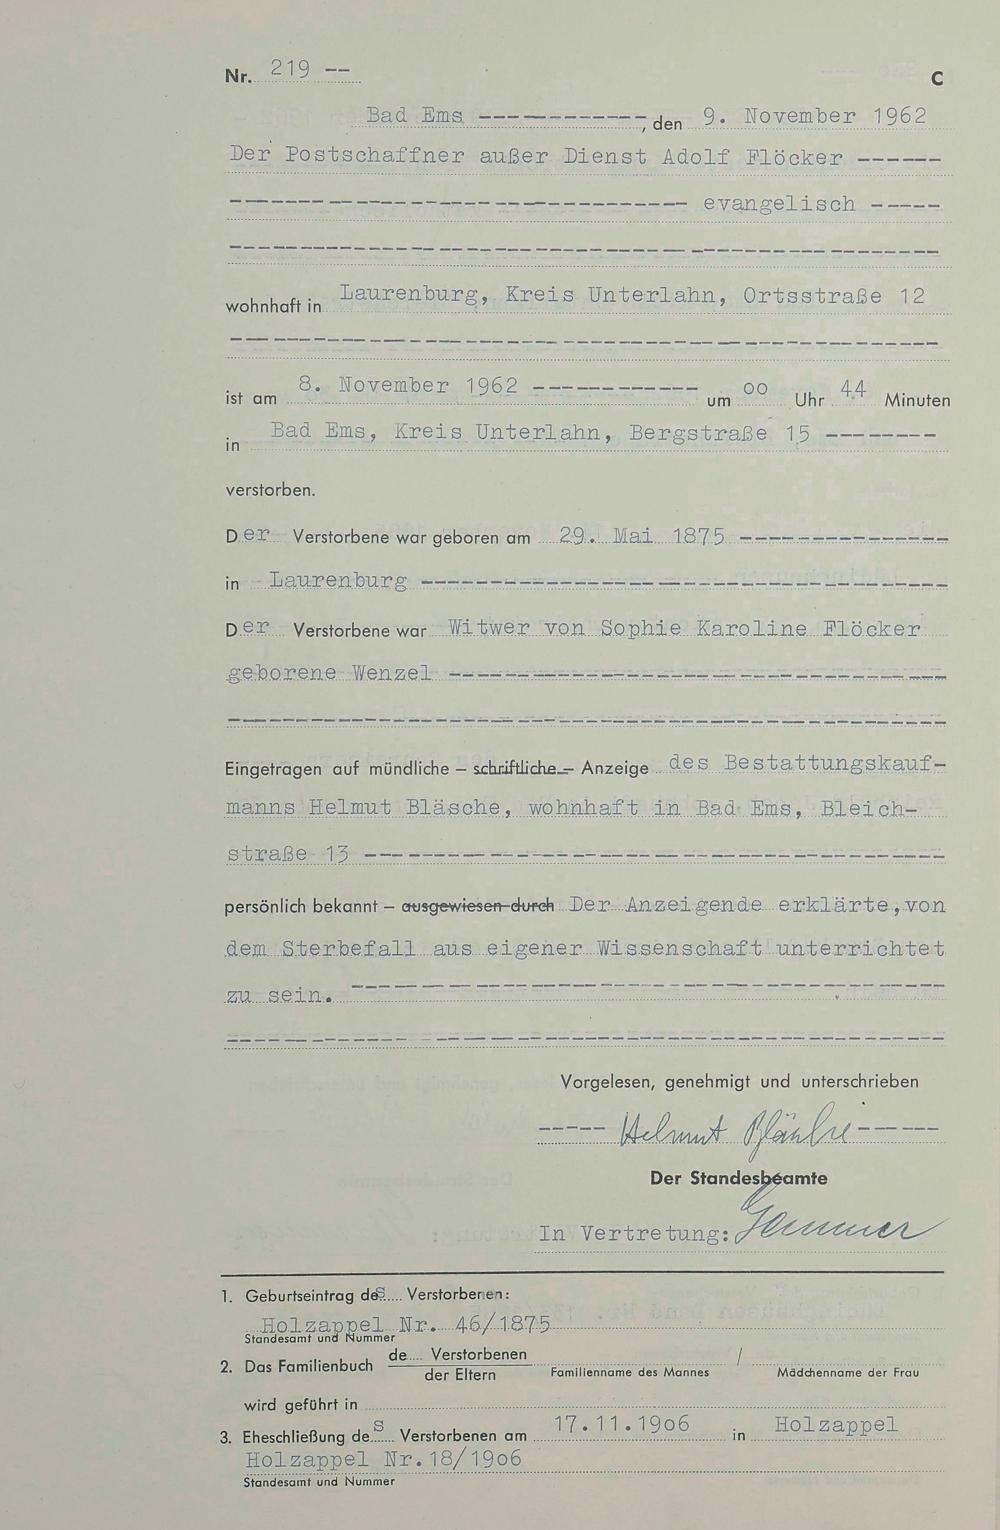 Nr. 219 --
C
Bad Ems ------------, den 9. November 1962
Der Postschaffner außer Dienst Adolf Flöcker ------
--------------------------------- evangelisch -----
---------------------------------------------------
wohnhaft in Laurenburg, Kreis Unterlahn, Ortsstraße 12
---------------------------------------------------
ist am 8. November 1962 ------------ um oo Uhr 44 Minuten
in Bad Ems, Kreis Unterlahn, Bergstraße 15 --------
verstorben.
Der Verstorbene war geboren am 29. Mai 1875 ---------------
in - Laurenburg --------------------------------------
Der Verstorbene war Witwer von Sophie Karoline Flöcker
geborene Wenzel ------------------------------------
----------------------------------------------------
Eingetragen auf mündliche – schriftliche – Anzeige des Bestattungskauf-
manns Helmut Bläsche, wohnhaft in Bad Ems, Bleich-
straße 13 ------------------------------------------
persönlich bekannt – ausgewiesen durch Der Anzeigende erklärte, von
dem Sterbefall aus eigener Wissenschaft unterrichtet
zu sein. -------------------------------------------
----------------------------------------------------
Vorgelesen, genehmigt und unterschrieben
----- Helmut Bläsche ------
Der Standesbeamte
In Vertretung:
1. Geburtseintrag des Verstorbenen:
Holzappel Nr. 46/1875
Standesamt und Nummer
2. Das Familienbuch de.... Verstorbenen /
der Eltern Familienname des Mannes Mädchenname der Frau
wird geführt in
3. Eheschließung des Verstorbenen am 17.11.19o6 in Holzappel
Holzappel Nr.18/19o6
Standesamt und Nummer